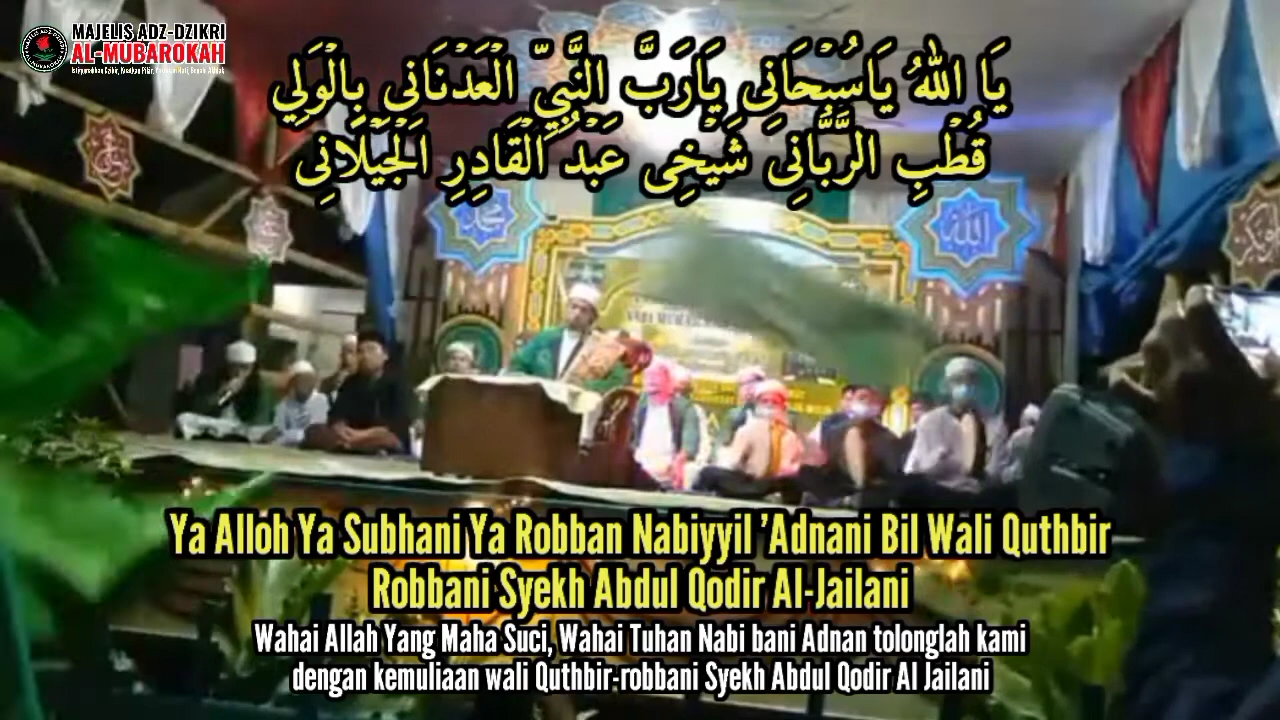 MAJELIS ADZ-DZIKRI
AL-MUBAROKAH
يَا اللهُ يَاسُبْحَانِى يَارَبَّ النَّبِيِّ الْعَدْنَانِى بِالْوَلِي
قُطْبِ الرَّبَّانِى شَيْخِى عَبْدُ الْقَادِرِ الْجَيْلَانِى
محمد
الله
Ya Alloh Ya Subhani Ya Robban Nabiyyil 'Adnani Bil Wali Quthbir
Robbani Syekh Abdul Qodir Al-Jailani
Wahai Allah Yang Maha Suci, Wahai Tuhan Nabi bani Adnan tolonglah kami
dengan kemuliaan wali Quthbir-robbani Syekh Abdul Qodir Al Jailani